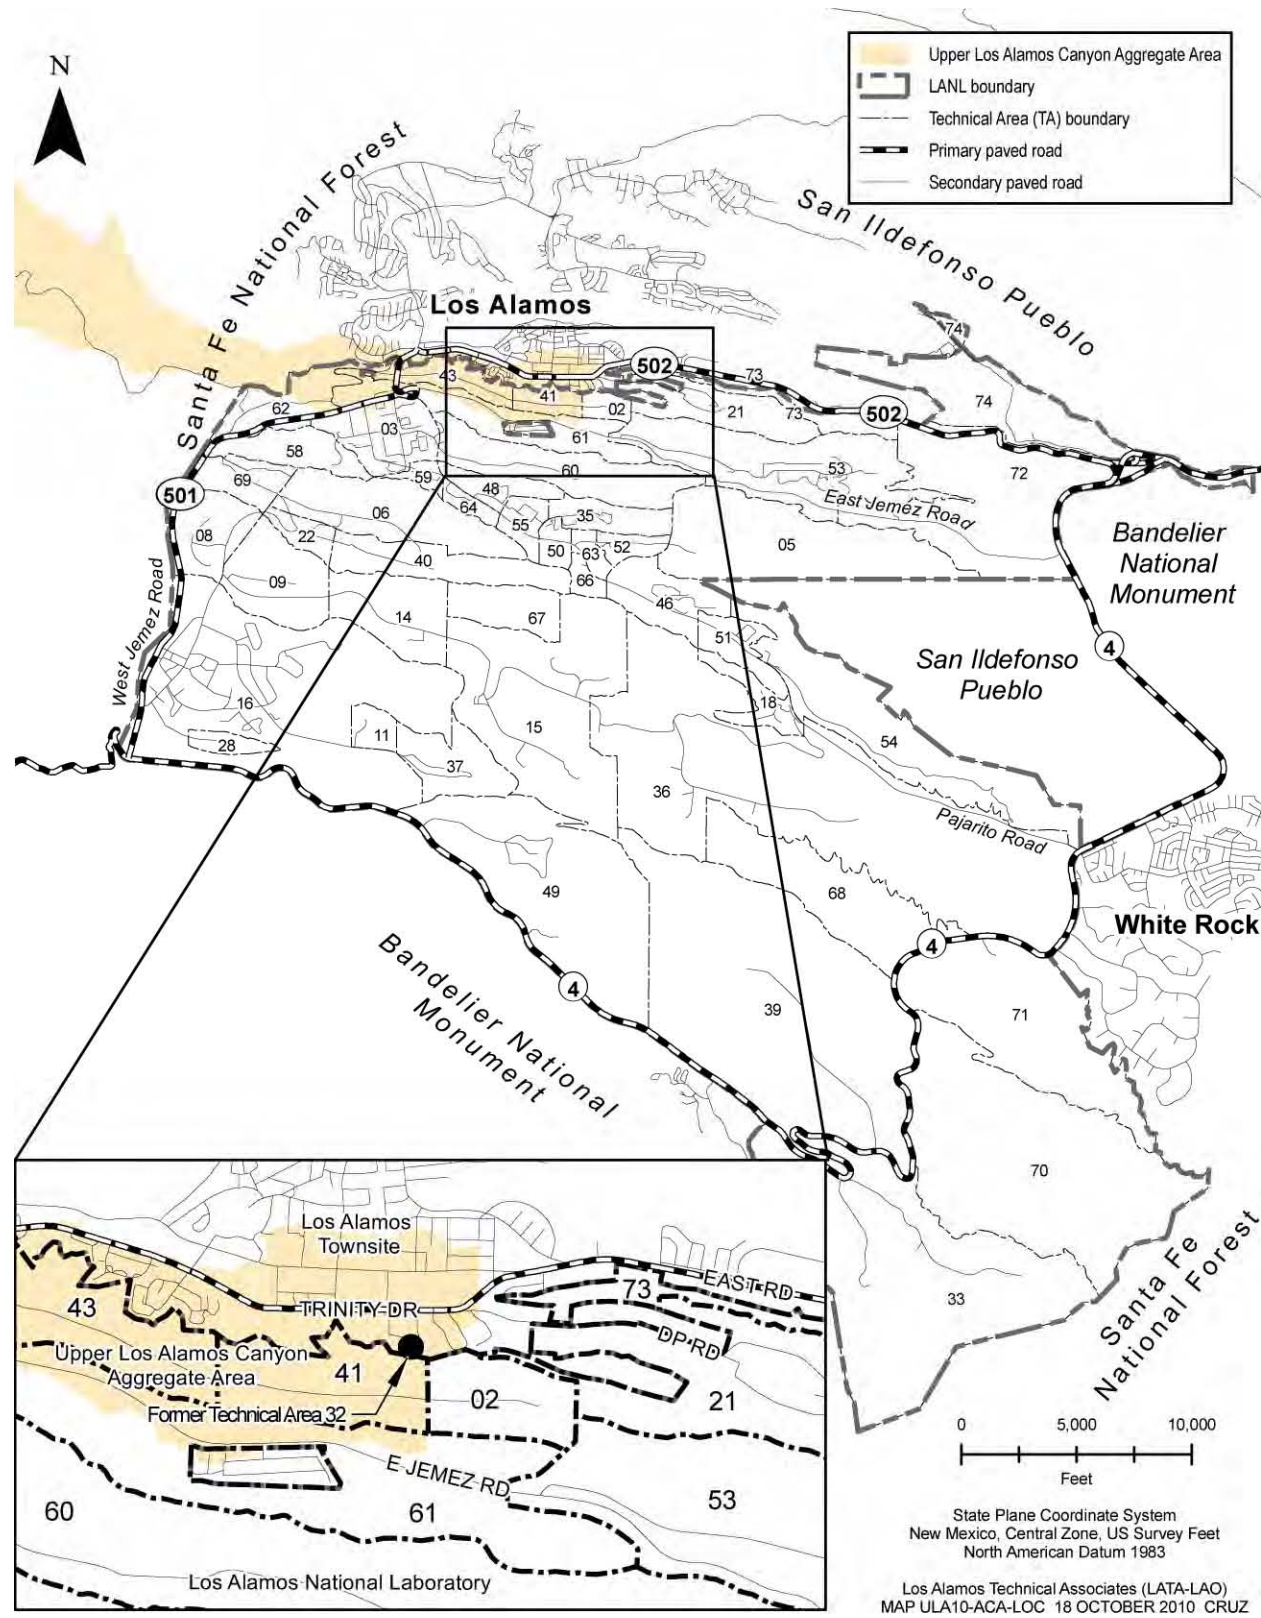 N
Upper Los Alamos Canyon Aggregate Area
LANL boundary
Technical Area (TA) boundary
Primary paved road
Secondary paved road
Santa Fe National Forest
San Ildefonso Pueblo
Los Alamos
74
502
73
43
41
02
21
73
502
74
62
03
61
58
60
53
72
59
69
48
501
64
East Jemez Road
06
55
35
08
22
05
Bandelier
National
Monument
50
63
52
40
09
66
46
West Jemez Road
14
67
51
4
San Ildefonso
Pueblo
16
18
11
15
28
54
37
36
Pajarito Road
49
68
White Rock
4
Bandelier National
Monument
4
39
71
70
33
Santa Fe
National Forest
Los Alamos
Townsite
73
EAST RD
43
TRINITY DR
DP RD
Upper Los Alamos Canyon
Aggregate Area
41
02
21
Former Technical Area 32
E JEMEZ RD
60
61
53
Los Alamos National Laboratory
0 5,000 10,000
Feet
State Plane Coordinate System
New Mexico, Central Zone, US Survey Feet
North American Datum 1983
Los Alamos Technical Associates (LATA-LAO)
MAP ULA10-ACA-LOC 18 OCTOBER 2010 CRUZ